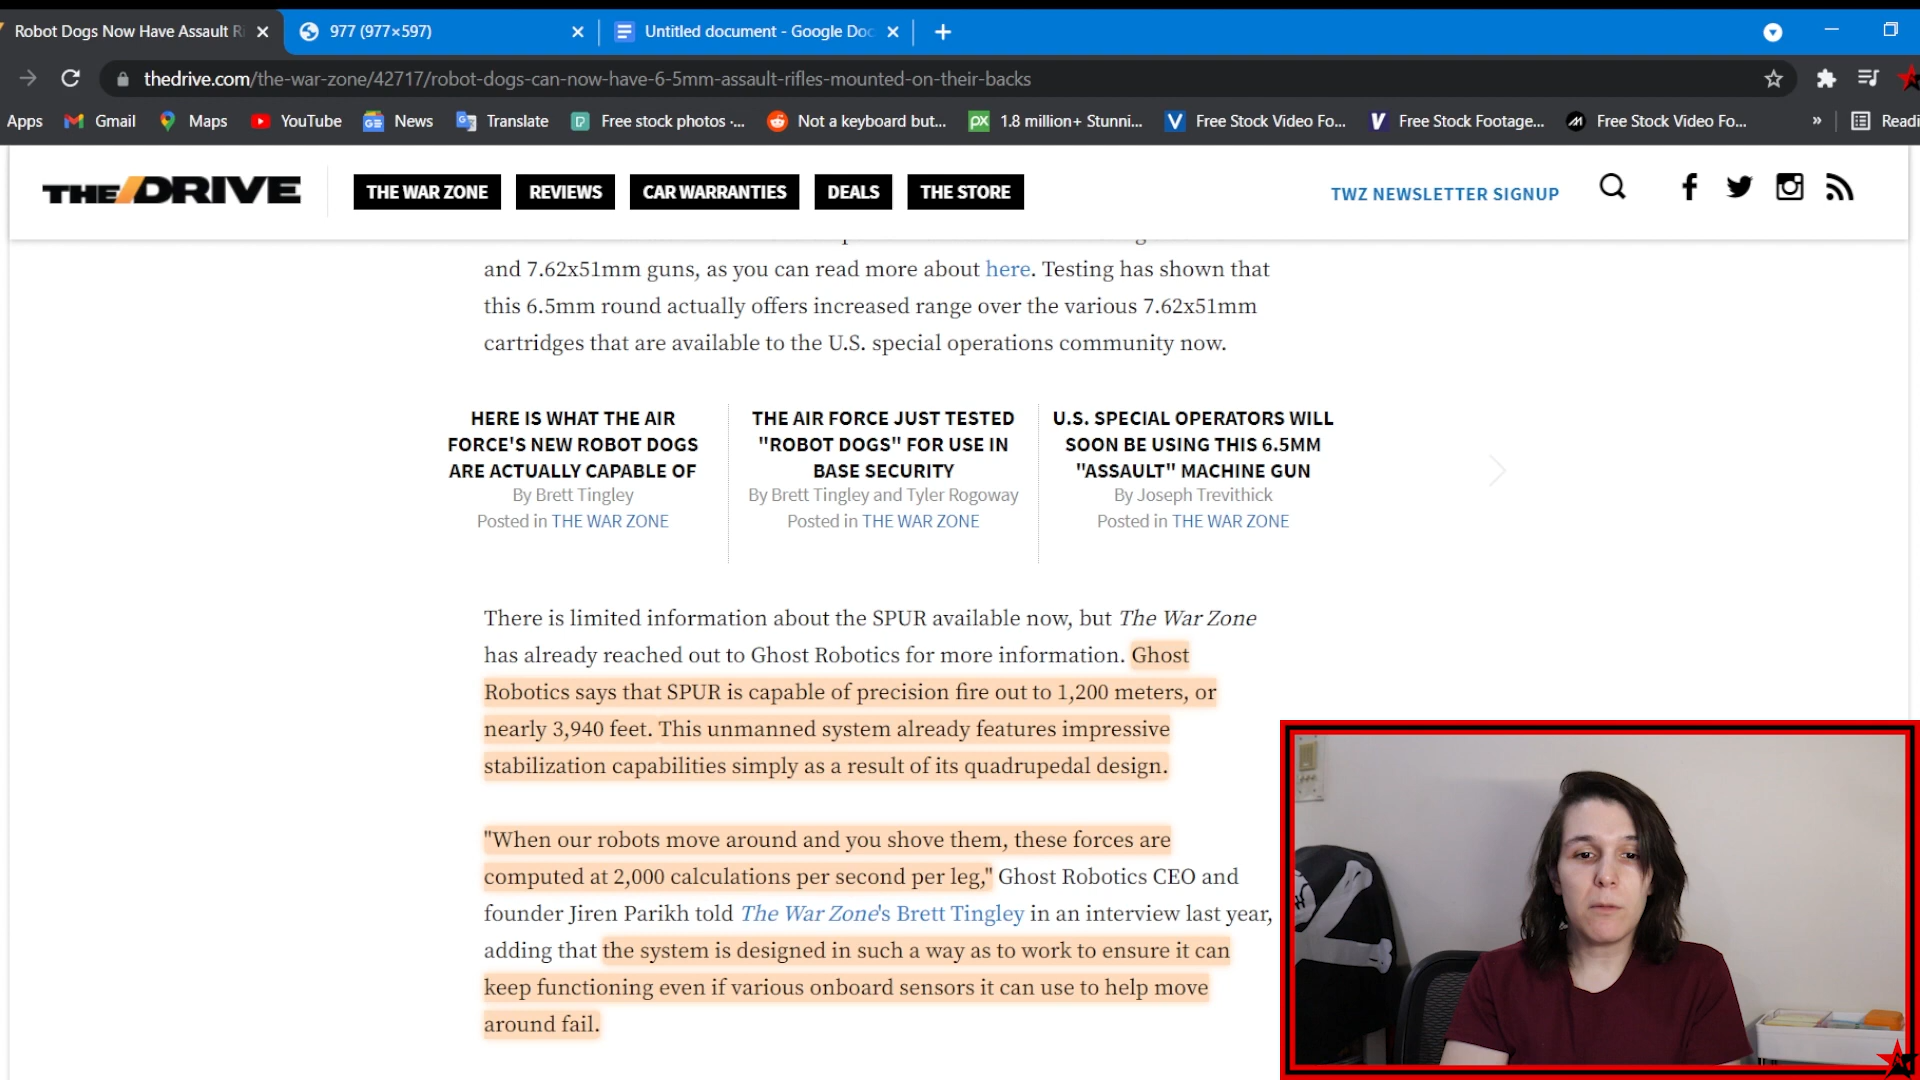 Robot Dogs Now Have Assault Ri
977 (977×597)
Untitled document - Google Doc
thedrive.com/the-war-zone/42717/robot-dogs-can-now-have-6-5mm-assault-rifles-mounted-on-their-backs
Apps
Gmail
Maps
YouTube
News
Translate
Free stock photos ·...
Not a keyboard but...
px
1.8 million+ Stunni...
Free Stock Video Fo...
Free Stock Footage...
Free Stock Video Fo...
»
Readi
THE DRIVE
THE WAR ZONE
REVIEWS
CAR WARRANTIES
DEALS
THE STORE
TWZ NEWSLETTER SIGNUP
and 7.62x51mm guns, as you can read more about here. Testing has shown that
this 6.5mm round actually offers increased range over the various 7.62x51mm
cartridges that are available to the U.S. special operations community now.
HERE IS WHAT THE AIR
FORCE'S NEW ROBOT DOGS
ARE ACTUALLY CAPABLE OF
By Brett Tingley
Posted in THE WAR ZONE
THE AIR FORCE JUST TESTED
"ROBOT DOGS" FOR USE IN
BASE SECURITY
By Brett Tingley and Tyler Rogoway
Posted in THE WAR ZONE
U.S. SPECIAL OPERATORS WILL
SOON BE USING THIS 6.5MM
"ASSAULT" MACHINE GUN
By Joseph Trevithick
Posted in THE WAR ZONE
There is limited information about the SPUR available now, but The War Zone
has already reached out to Ghost Robotics for more information. Ghost
Robotics says that SPUR is capable of precision fire out to 1,200 meters, or
nearly 3,940 feet. This unmanned system already features impressive
stabilization capabilities simply as a result of its quadrupedal design.
"When our robots move around and you shove them, these forces are
computed at 2,000 calculations per second per leg," Ghost Robotics CEO and
founder Jiren Parikh told The War Zone's Brett Tingley in an interview last year,
adding that the system is designed in such a way as to work to ensure it can
keep functioning even if various onboard sensors it can use to help move
around fail.